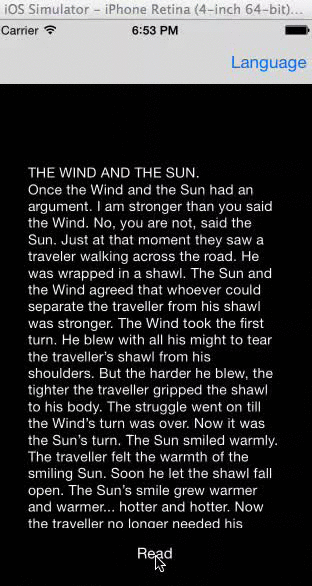 iOS Simulator – iPhone Retina (4-inch 64-bit)...
Carrier 6:53 PM
Language
THE WIND AND THE SUN.
Once the Wind and the Sun had an
argument. I am stronger than you said
the Wind. No, you are not, said the
Sun. Just at that moment they saw a
traveler walking across the road. He
was wrapped in a shawl. The Sun and
the Wind agreed that whoever could
separate the traveller from his shawl
was stronger. The Wind took the first
turn. He blew with all his might to tear
the traveller's shawl from his
shoulders. But the harder he blew, the
tighter the traveller gripped the shawl
to his body. The struggle went on till
the Wind's turn was over. Now it was
the Sun's turn. The Sun smiled warmly.
The traveller felt the warmth of the
smiling Sun. Soon he let the shawl fall
open. The Sun's smile grew warmer
and warmer... hotter and hotter. Now
the traveller no longer needed his
Read